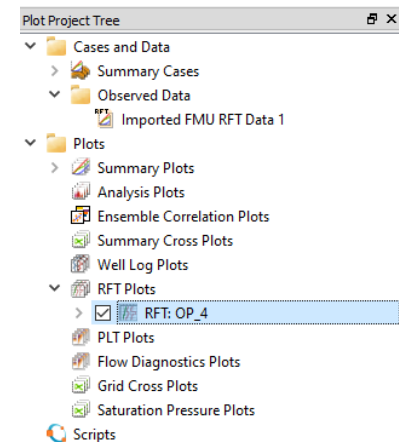 Plot Project Tree
Cases and Data
Summary Cases
Observed Data
RFT
Imported FMU RFT Data 1
Plots
Summary Plots
Analysis Plots
Ensemble Correlation Plots
Summary Cross Plots
Well Log Plots
RFT Plots
RFT: OP_4
PLT Plots
Flow Diagnostics Plots
Grid Cross Plots
Saturation Pressure Plots
Scripts